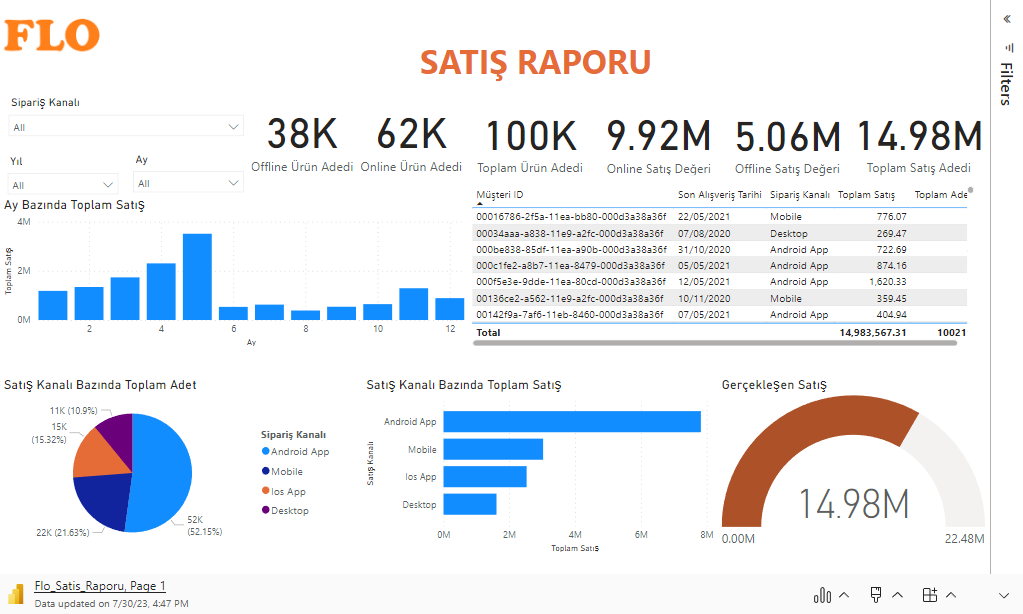 FLO
SATIŞ RAPORU
Filters
Sipariş Kanalı
All
Yıl
Ay
All
All
38K
Offline Ürün Adedi
62K
Online Ürün Adedi
100K
Toplam Ürün Adedi
9.92M
Online Satış Değeri
5.06M
Offline Satış Değeri
14.98M
Toplam Satış Adedi
Ay Bazında Toplam Satış
Toplam Satış
4M
2M
0M
2 4 6 8 10 12
Ay
Müşteri ID Son Alışveriş Tarihi Sipariş Kanalı Toplam Satış Toplam Ade
00016786-2f5a-11ea-bb80-000d3a38a36f 22/05/2021 Mobile 776.07
00034aaa-a838-11e9-a2fc-000d3a38a36f 07/08/2020 Desktop 269.47
000be838-85df-11ea-a90b-000d3a38a36f 31/10/2020 Android App 722.69
000c1fe2-a8b7-11ea-8479-000d3a38a36f 05/05/2021 Android App 874.16
000f5e3e-9dde-11ea-80cd-000d3a38a36f 12/05/2021 Android App 1,620.33
00136ce2-a562-11e9-a2fc-000d3a38a36f 10/11/2020 Mobile 359.45
00142f9a-7af6-11eb-8460-000d3a38a36f 07/05/2021 Android App 404.94
Total 14,983,567.31 10021
Satış Kanalı Bazında Toplam Adet
11K (10.9%)
15K
(15.32%)
22K (21.63%)
52K
(52.15%)
Sipariş Kanalı
Android App
Mobile
Ios App
Desktop
Satış Kanalı Bazında Toplam Satış
Satış Kanalı
Android App
Mobile
Ios App
Desktop
0M 2M 4M 6M 8M
Toplam Satış
Gerçekleşen Satış
14.98M
0.00M 22.48M
Flo_Satis_Raporu, Page 1
Data updated on 7/30/23, 4:47 PM